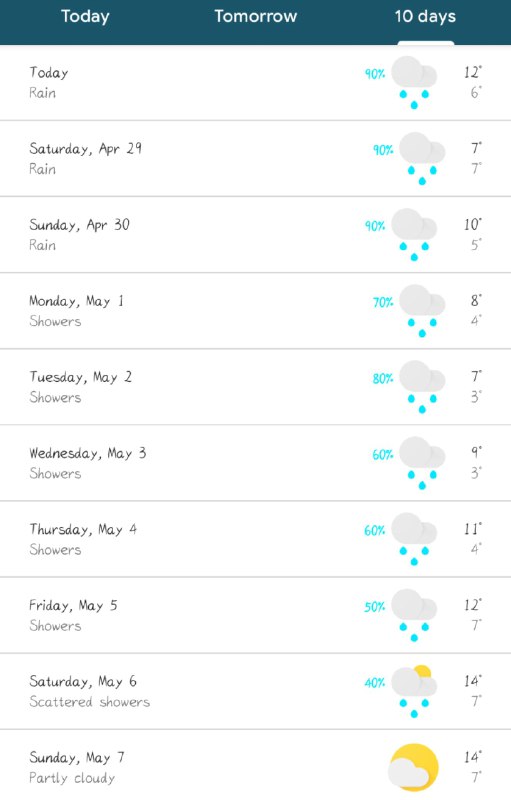 Today Tomorrow 10 days
Today 90% 12°
Rain 6°
Saturday, Apr 29 90% 7°
Rain 7°
Sunday, Apr 30 90% 10°
Rain 5°
Monday, May 1 70% 8°
Showers 4°
Tuesday, May 2 80% 7°
Showers 3°
Wednesday, May 3 60% 9°
Showers 3°
Thursday, May 4 60% 11°
Showers 4°
Friday, May 5 50% 12°
Showers 7°
Saturday, May 6 40% 14°
Scattered showers 7°
Sunday, May 7 14°
Partly cloudy 7°